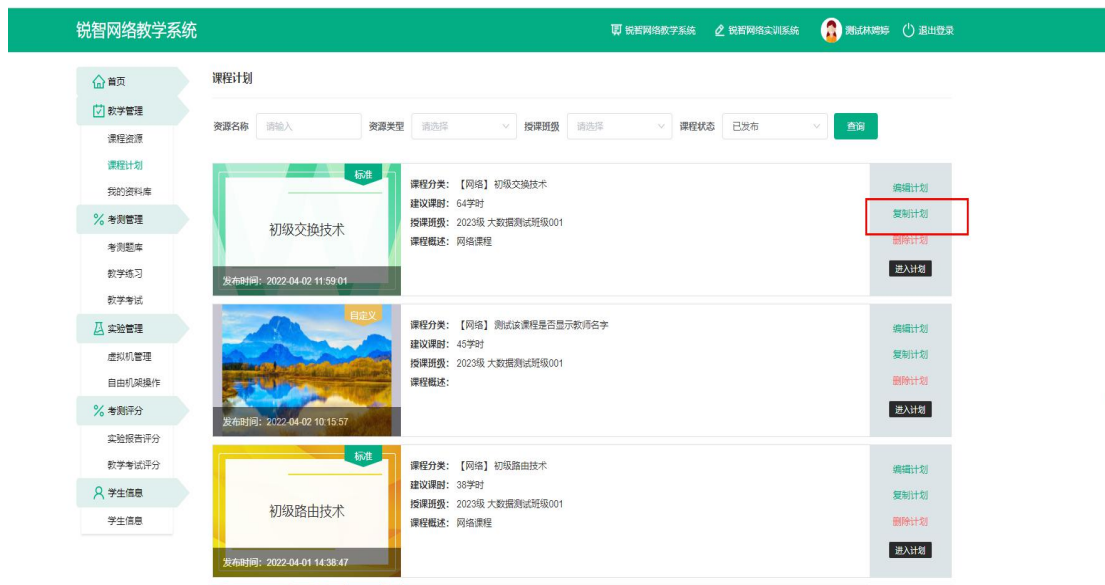 锐智网络教学系统
锐智网络教学系统 锐智网络实训系统 测试林娉婷 退出登录
首页
教学管理
课程资源
课程计划
我的资料库
考测管理
考测题库
教学练习
教学考试
实验管理
虚拟机管理
自由机架操作
考测评分
实验报告评分
教学考试评分
学生信息
学生信息
课程计划
资源名称 请输入 资源类型 请选择 授课班级 请选择 课程状态 已发布 查询
标准
初级交换技术
发布时间：2022-04-02 11:59:01
课程分类：【网络】初级交换技术
建议课时：64学时
授课班级：2023级 大数据测试班级001
课程概述：网络课程
编辑计划
复制计划
删除计划
进入计划
自定义
发布时间：2022-04-02 10:15:57
课程分类：【网络】测试该课程是否显示教师名字
建议课时：45学时
授课班级：2023级 大数据测试班级001
课程概述：
编辑计划
复制计划
删除计划
进入计划
标准
初级路由技术
发布时间：2022-04-01 14:38:47
课程分类：【网络】初级路由技术
建议课时：38学时
授课班级：2023级 大数据测试班级001
课程概述：网络课程
编辑计划
复制计划
删除计划
进入计划